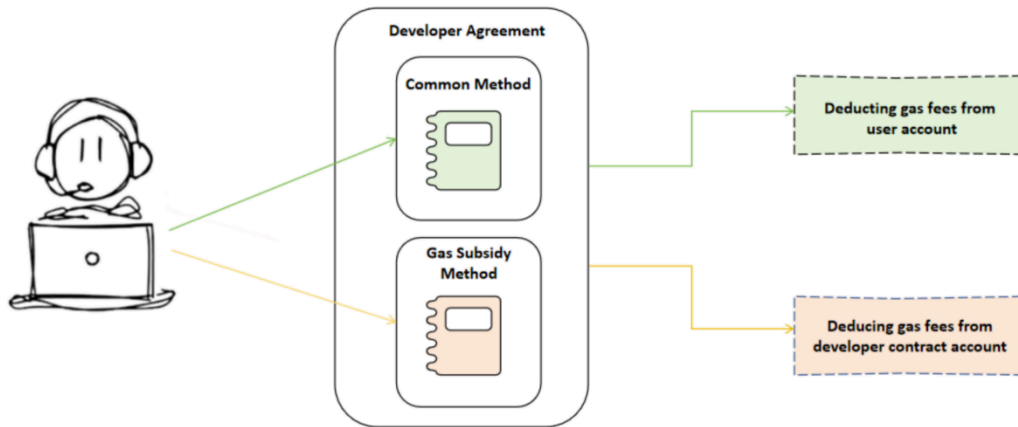 Developer Agreement
Common Method
Gas Subsidy
Method
Deducting gas fees from
user account
Deducing gas fees from
developer contract account